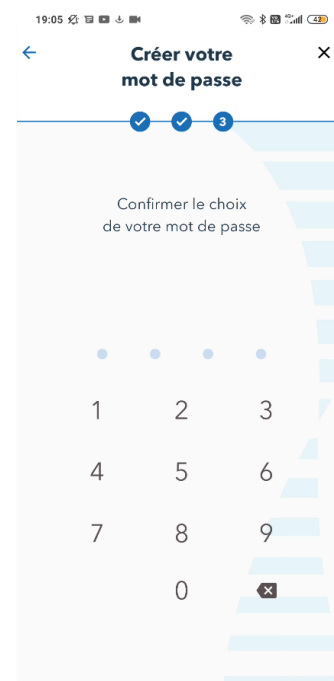 19:05
42
Créer votre
mot de passe
3
Confirmer le choix
de votre mot de passe
1 2 3
4 5 6
7 8 9
0